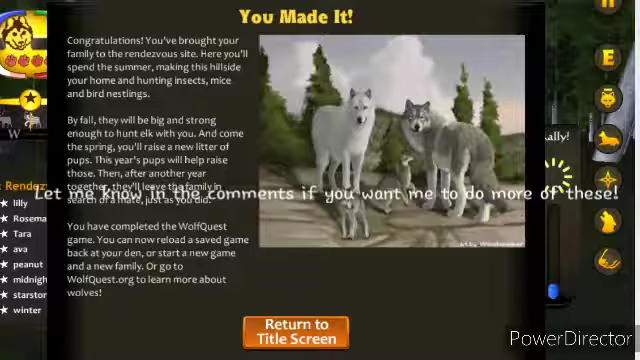 You Made It!
Congratulations! You've brought your
family to the rendezvous site. Here you'll
spend the summer, making this hillside
your home and hunting insects, mice
and bird nestlings.
By fall, they will be big and strong
enough to hunt elk with you. And come
the spring, you'll raise a new litter of
pups. This year's pups will help raise
those. Then, after another year
together, they'll leave the family in
search of a mate, just as you did.
Let me know in the comments if you want me to do more of these!
You have completed the WolfQuest
game. You can now reload a saved game
back at your den, or start a new game
and a new family. Or go to
WolfQuest.org to learn more about
wolves!
Return to
Title Screen
W
Rendez
lilly
Rosema
Tara
ava
peanut
midnigh
starstor
winter
E
ally!
PowerDirector